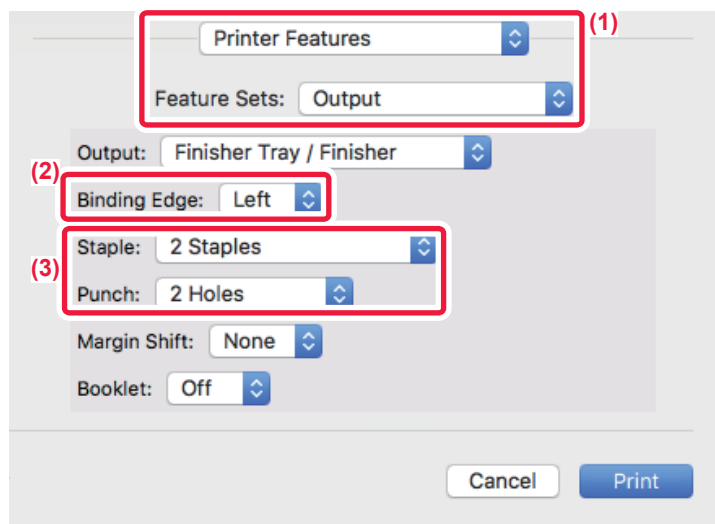 Printer Features
(1)
Feature Sets: Output
Output: Finisher Tray / Finisher
(2)
Binding Edge: Left
Staple: 2 Staples
(3)
Punch: 2 Holes
Margin Shift: None
Booklet: Off
Cancel Print